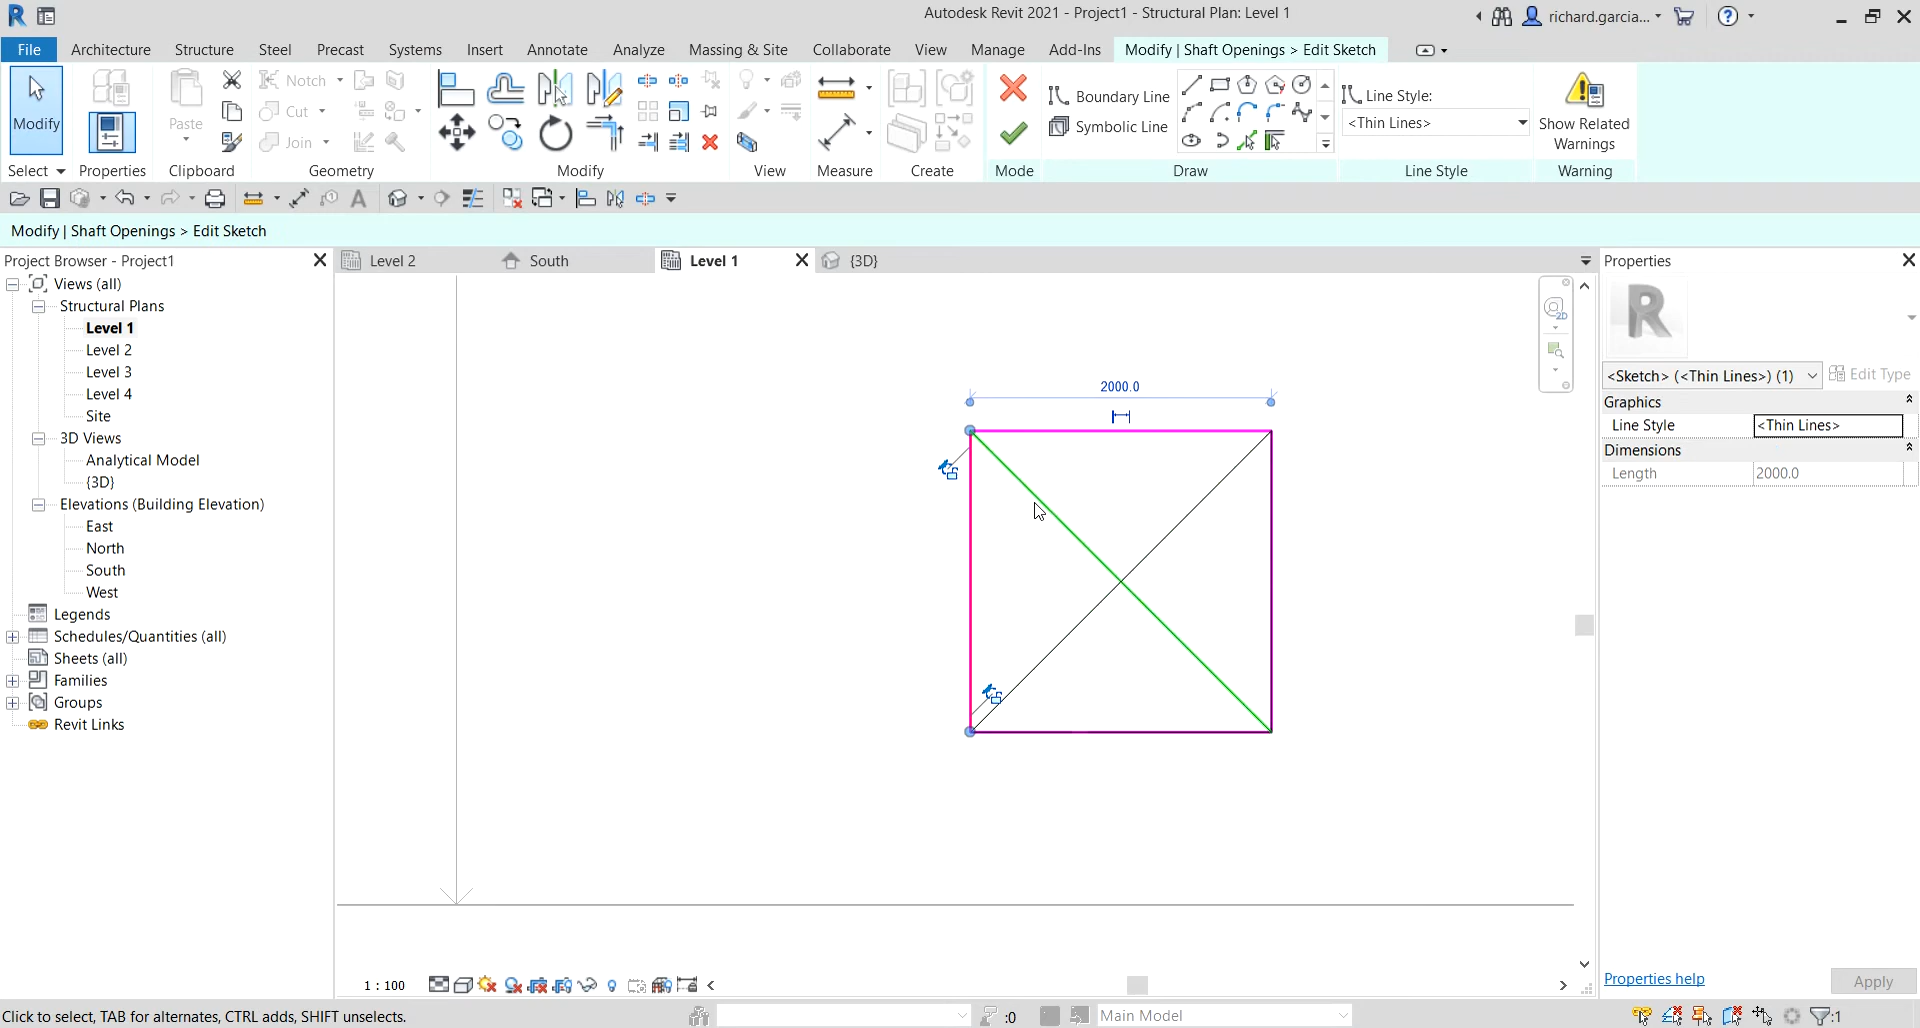 Autodesk Revit 2021 - Project1 - Structural Plan: Level 1
richard.garcia...
File Architecture Structure Steel Precast Systems Insert Annotate Analyze Massing & Site Collaborate View Manage Add-Ins Modify | Shaft Openings > Edit Sketch
Modify
Paste
Notch
Cut
Join
Boundary Line
Symbolic Line
Line Style:
<Thin Lines>
Show Related
Warnings
Select Properties Clipboard Geometry Modify View Measure Create Mode Draw Line Style Warning
Modify | Shaft Openings > Edit Sketch
Project Browser - Project1
Views (all)
Structural Plans
Level 1
Level 2
Level 3
Level 4
Site
3D Views
Analytical Model
{3D}
Elevations (Building Elevation)
East
North
South
West
Legends
Schedules/Quantities (all)
Sheets (all)
Families
Groups
Revit Links
Level 2 South Level 1 {3D}
2000.0
2D
1 : 100
Properties
R
<Sketch> (<Thin Lines>) (1) Edit Type
Graphics
Line Style <Thin Lines>
Dimensions
Length 2000.0
Properties help Apply
Click to select, TAB for alternates, CTRL adds, SHIFT unselects.
:0 Main Model :1